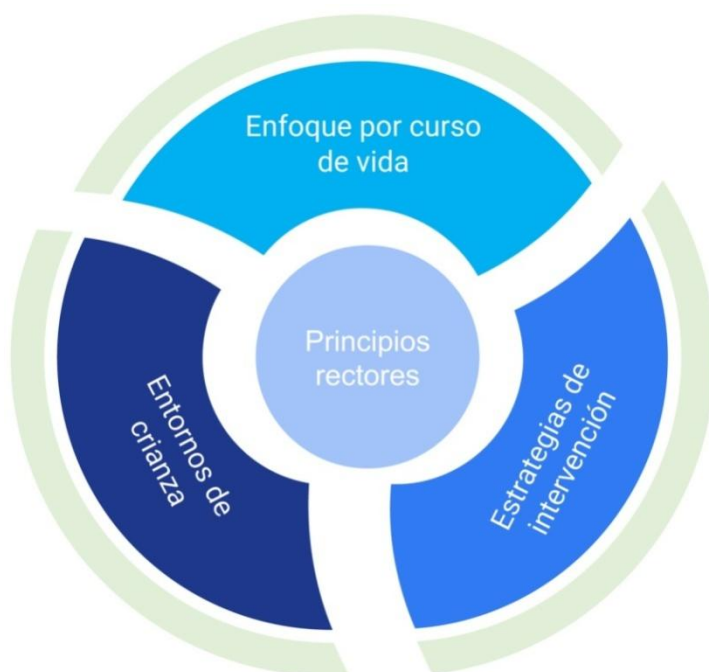 Enfoque por curso
de vida
Principios
rectores
Entornos de
crianza
Estrategias de
intervención